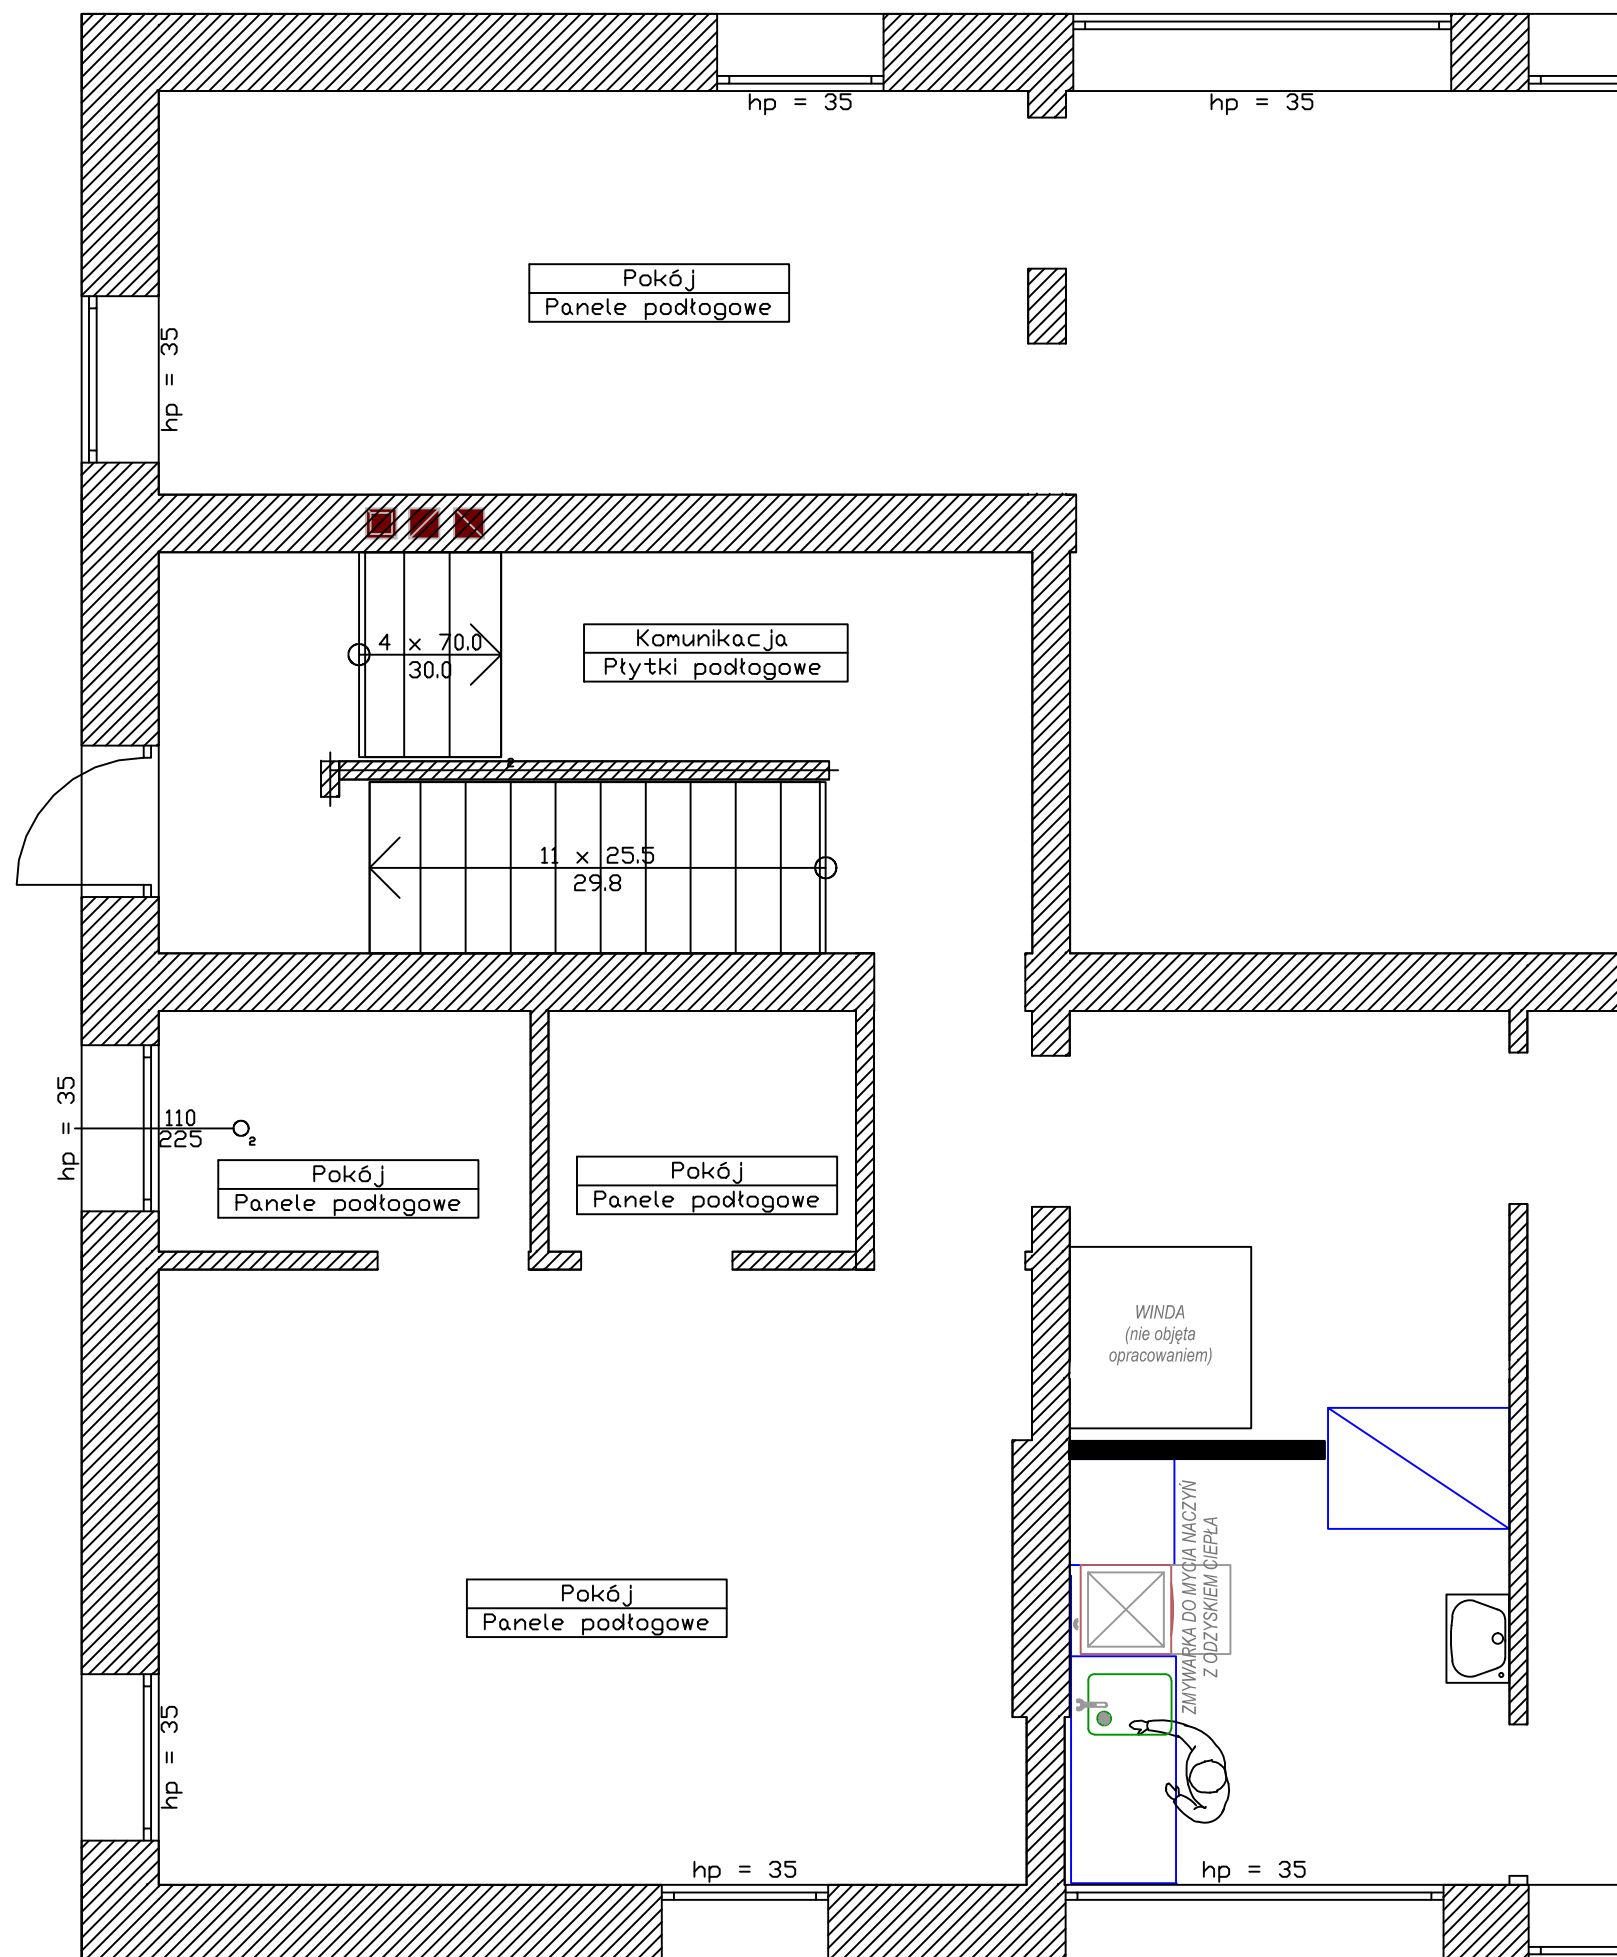 hp = 35
hp = 35
Pokój
Panele podłogowe
hp = 35
4 x 70.0
30.0
Komunikacja
Płytki podłogowe
2
11 x 25.5
29.8
hp = 35
110
225
2
Pokój
Panele podłogowe
Pokój
Panele podłogowe
WINDA
(nie objęta
opracowaniem)
ZMYWARKA DO MYCIA NACZYŃ
Z ODZYSKIEM CIEPŁA
Pokój
Panele podłogowe
hp = 35
hp = 35
hp = 35